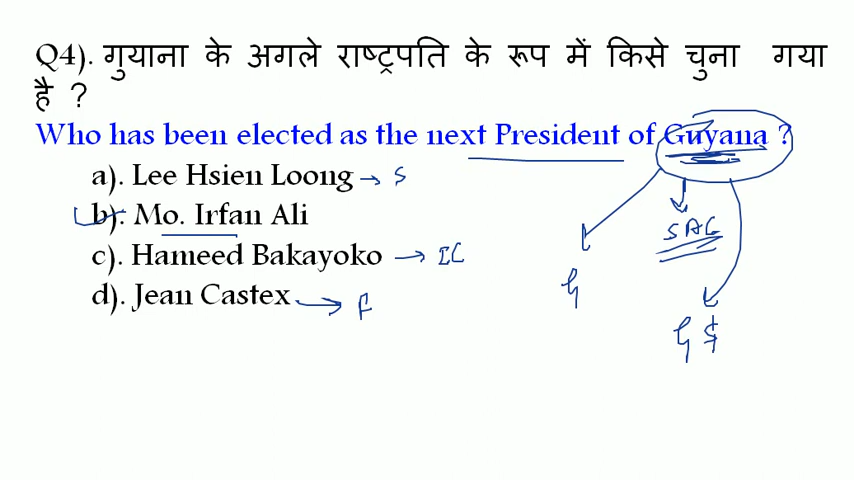 Q4). गुयाना के अगले राष्ट्रपति के रूप में किसे चुना गया
है ?
Who has been elected as the next President of Guyana ?
a). Lee Hsien Loong → S
b). Mo. Irfan Ali
c). Hameed Bakayoko → IC
d). Jean Castex → F
SAC
G
G $